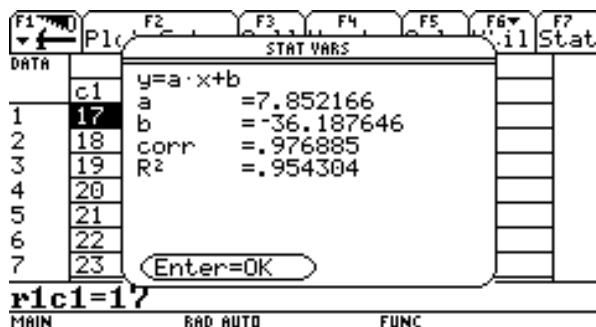 F1 F2 F3 F4 F5 F6 F7
Stat
STAT VARS
DATA
y=a·x+b
c1
a =7.852166
1 17
b =-36.187646
2 18
corr =.976885
3 19
R² =.954304
4 20
5 21
6 22
7 23
Enter=OK
r1c1=17
MAIN RAD AUTO FUNC